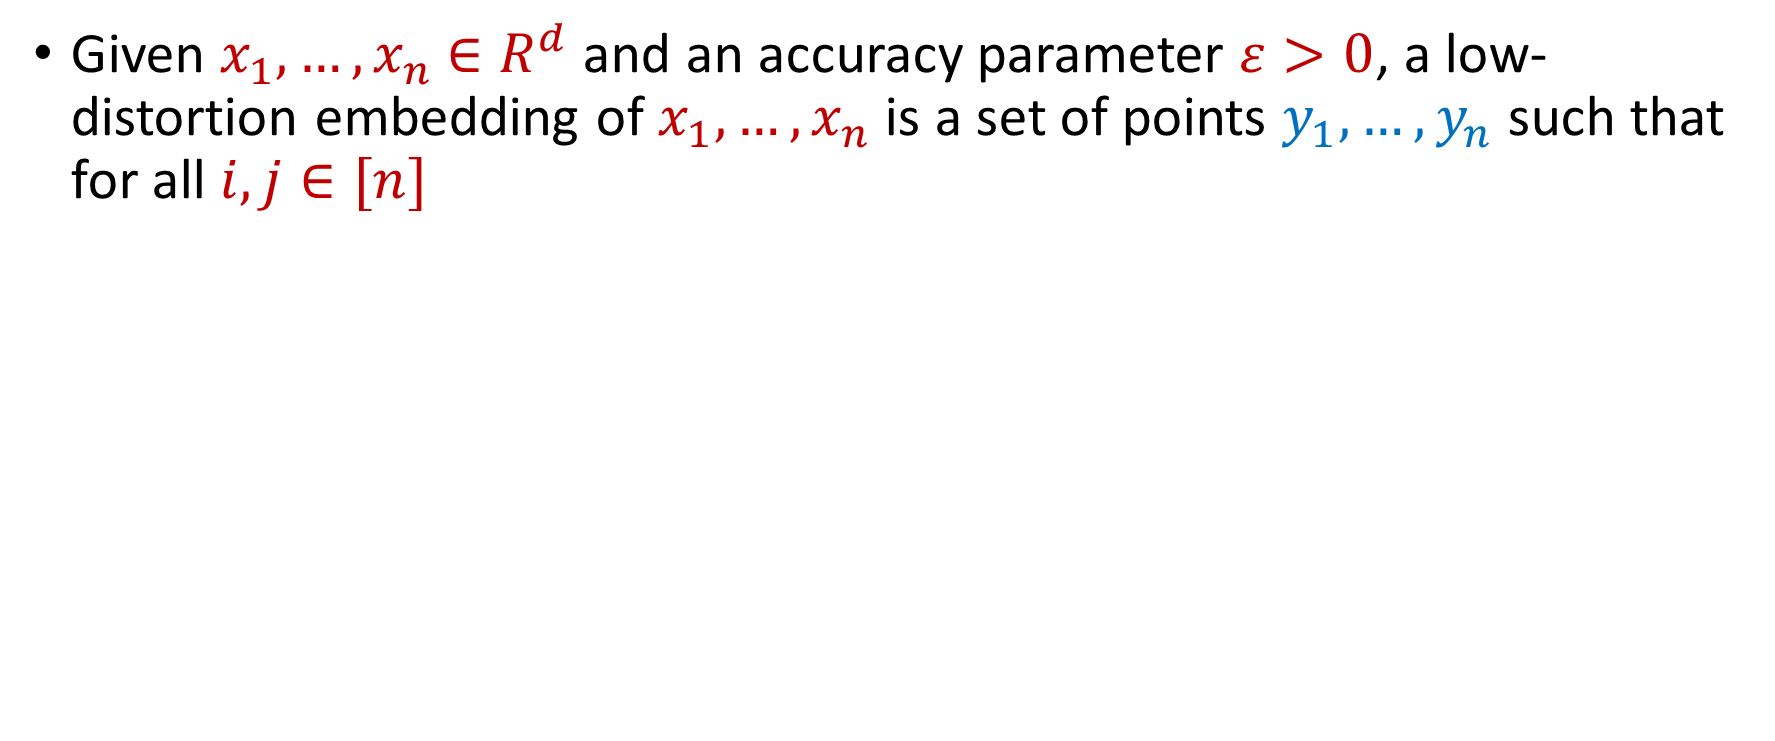 • Given x₁, … , xₙ ∈ Rᵈ and an accuracy parameter ε > 0, a low-
distortion embedding of x₁, … , xₙ is a set of points y₁, … , yₙ such that
for all i, j ∈ [n]